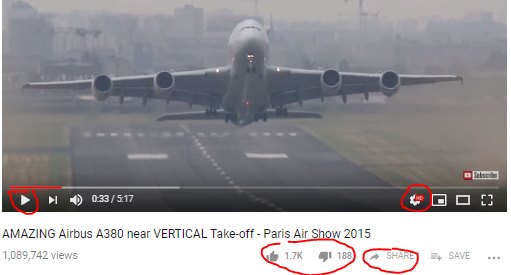 Subscribe
0:33 / 5:17
HD
AMAZING Airbus A380 near VERTICAL Take-off - Paris Air Show 2015
1,089,742 views
1.7K
188
SHARE
SAVE